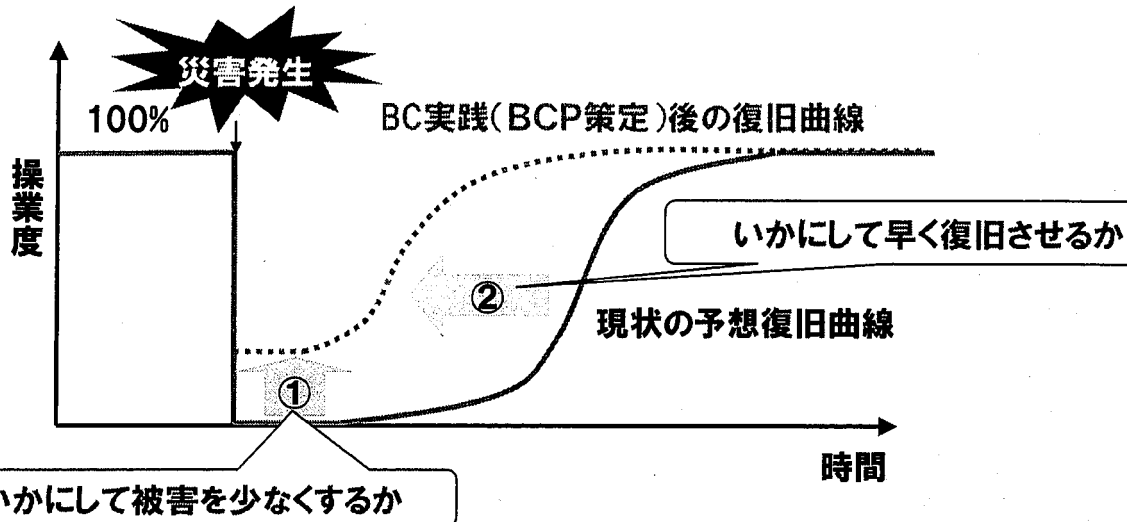 災害発生
100%
BC実践(BCP策定)後の復旧曲線
操業度
いかにして早く復旧させるか
②
現状の予想復旧曲線
①
時間
いかにして被害を少なくするか